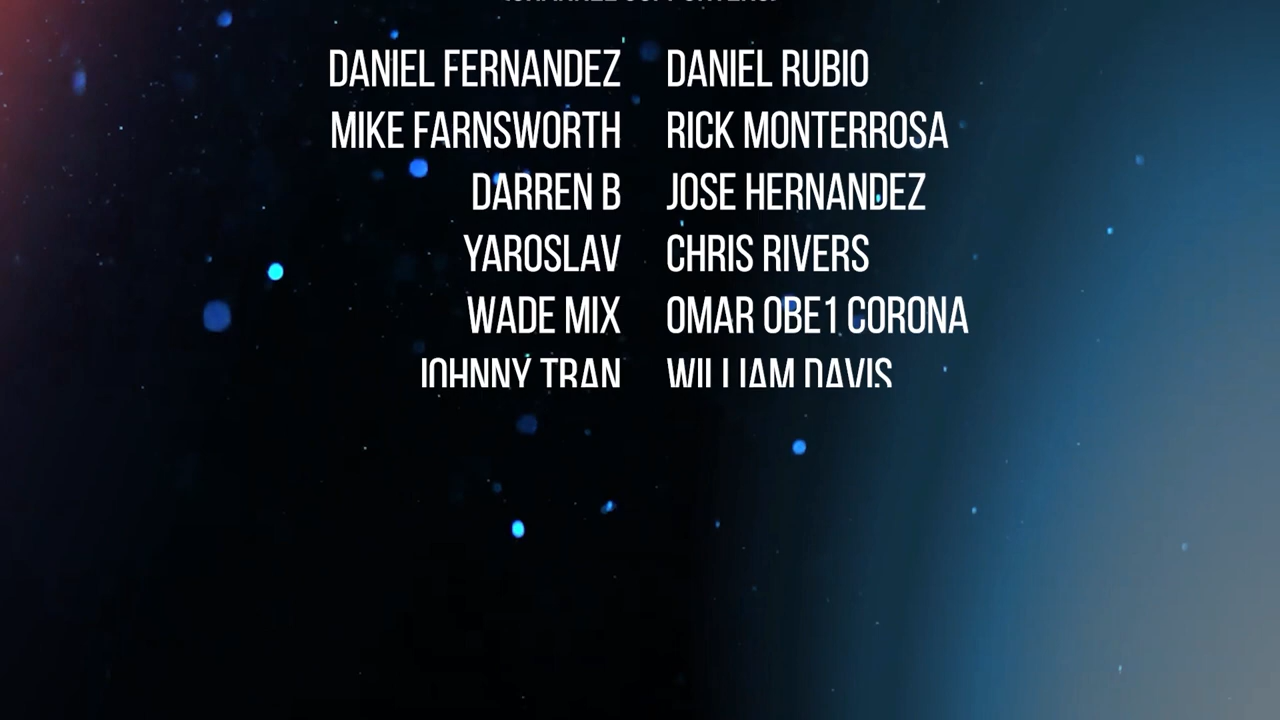 DANIEL FERNANDEZ DANIEL RUBIO
MIKE FARNSWORTH RICK MONTERROSA
DARREN B JOSE HERNANDEZ
YAROSLAV CHRIS RIVERS
WADE MIX OMAR OBE1 CORONA
JOHNNY TRAN WILLIAM DAVIS